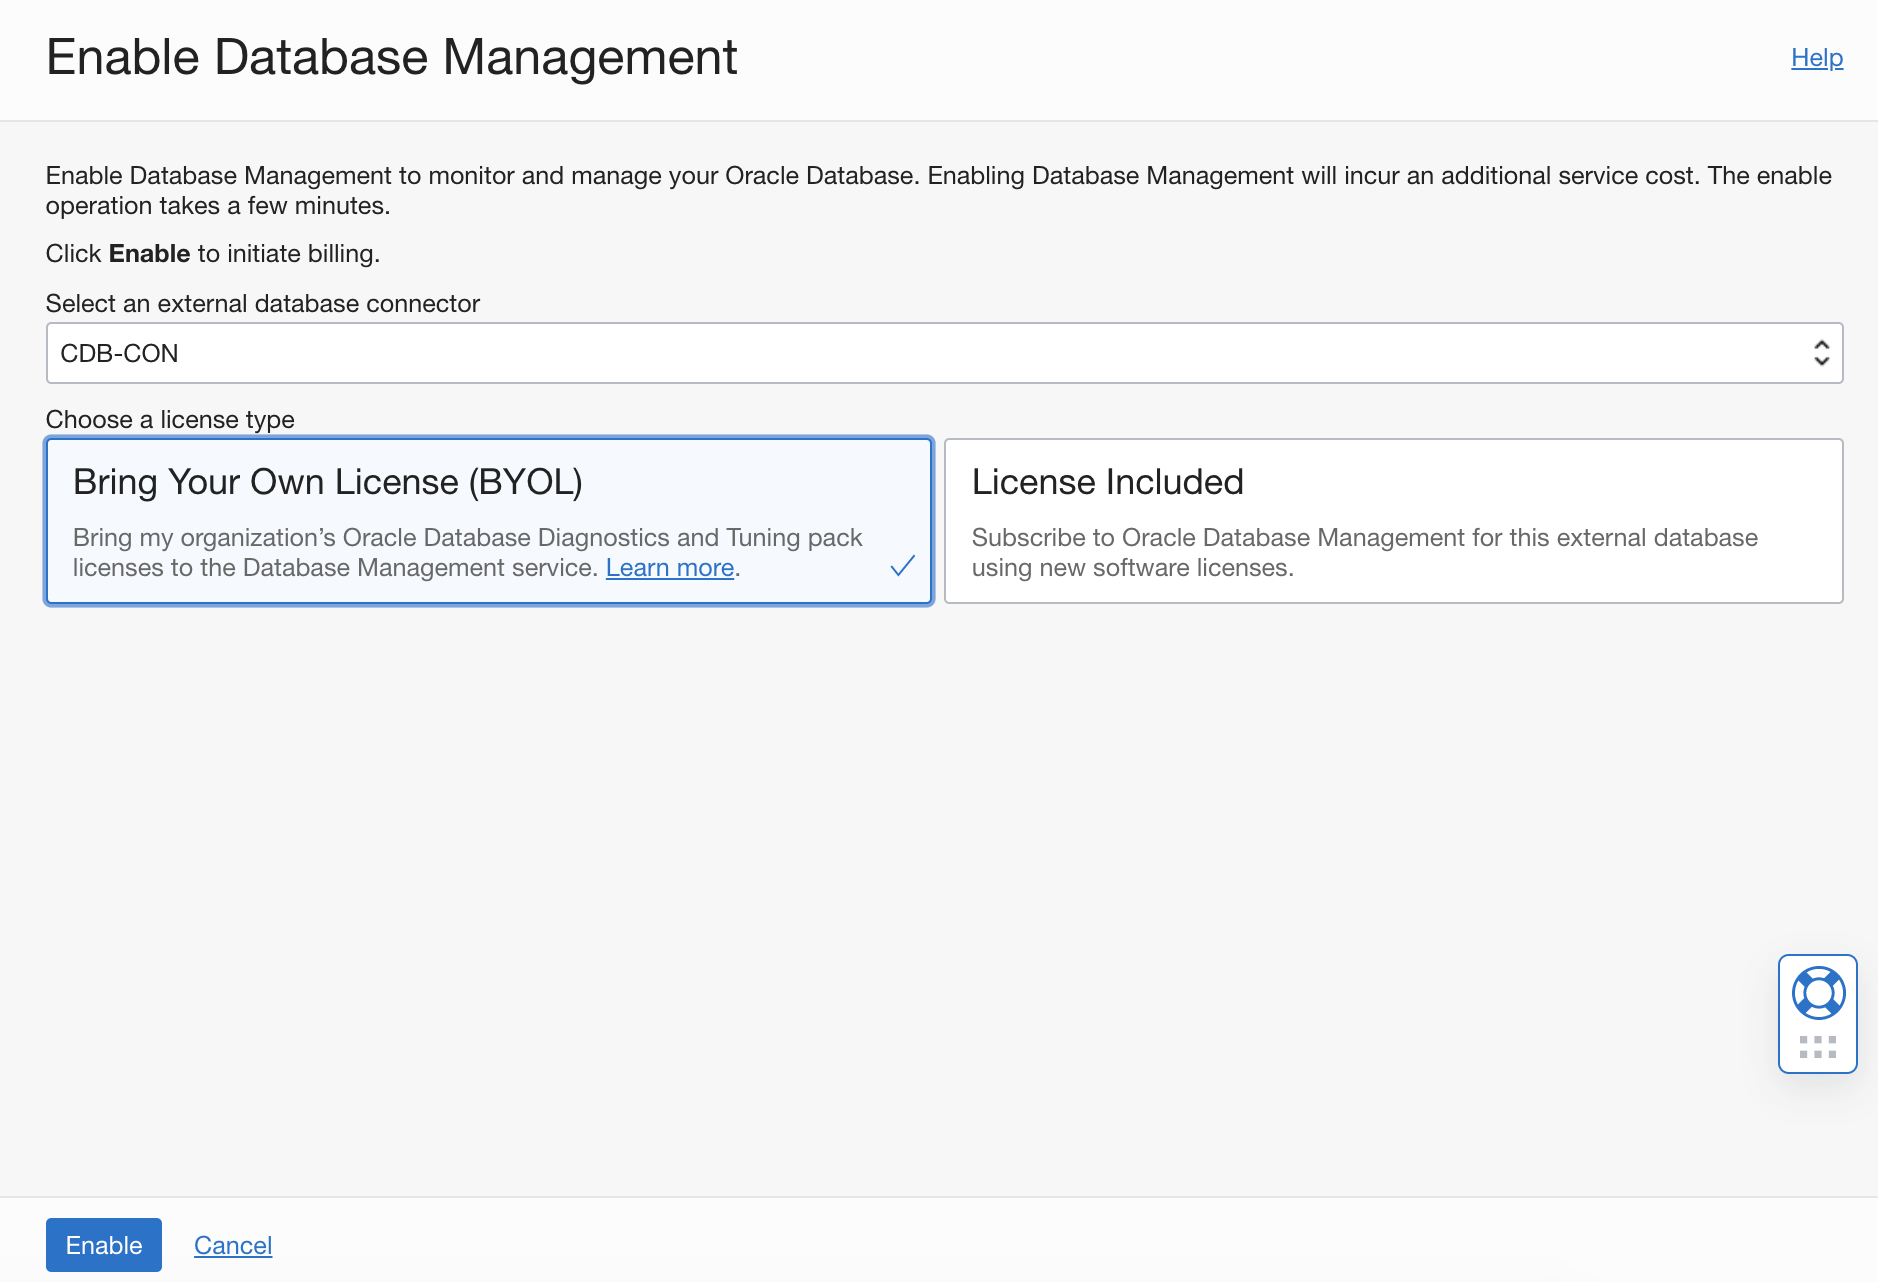 Enable Database Management
Help
Enable Database Management to monitor and manage your Oracle Database. Enabling Database Management will incur an additional service cost. The enable
operation takes a few minutes.
Click Enable to initiate billing.
Select an external database connector
CDB-CON
Choose a license type
Bring Your Own License (BYOL)
Bring my organization’s Oracle Database Diagnostics and Tuning pack
licenses to the Database Management service. Learn more.
License Included
Subscribe to Oracle Database Management for this external database
using new software licenses.
Enable
Cancel